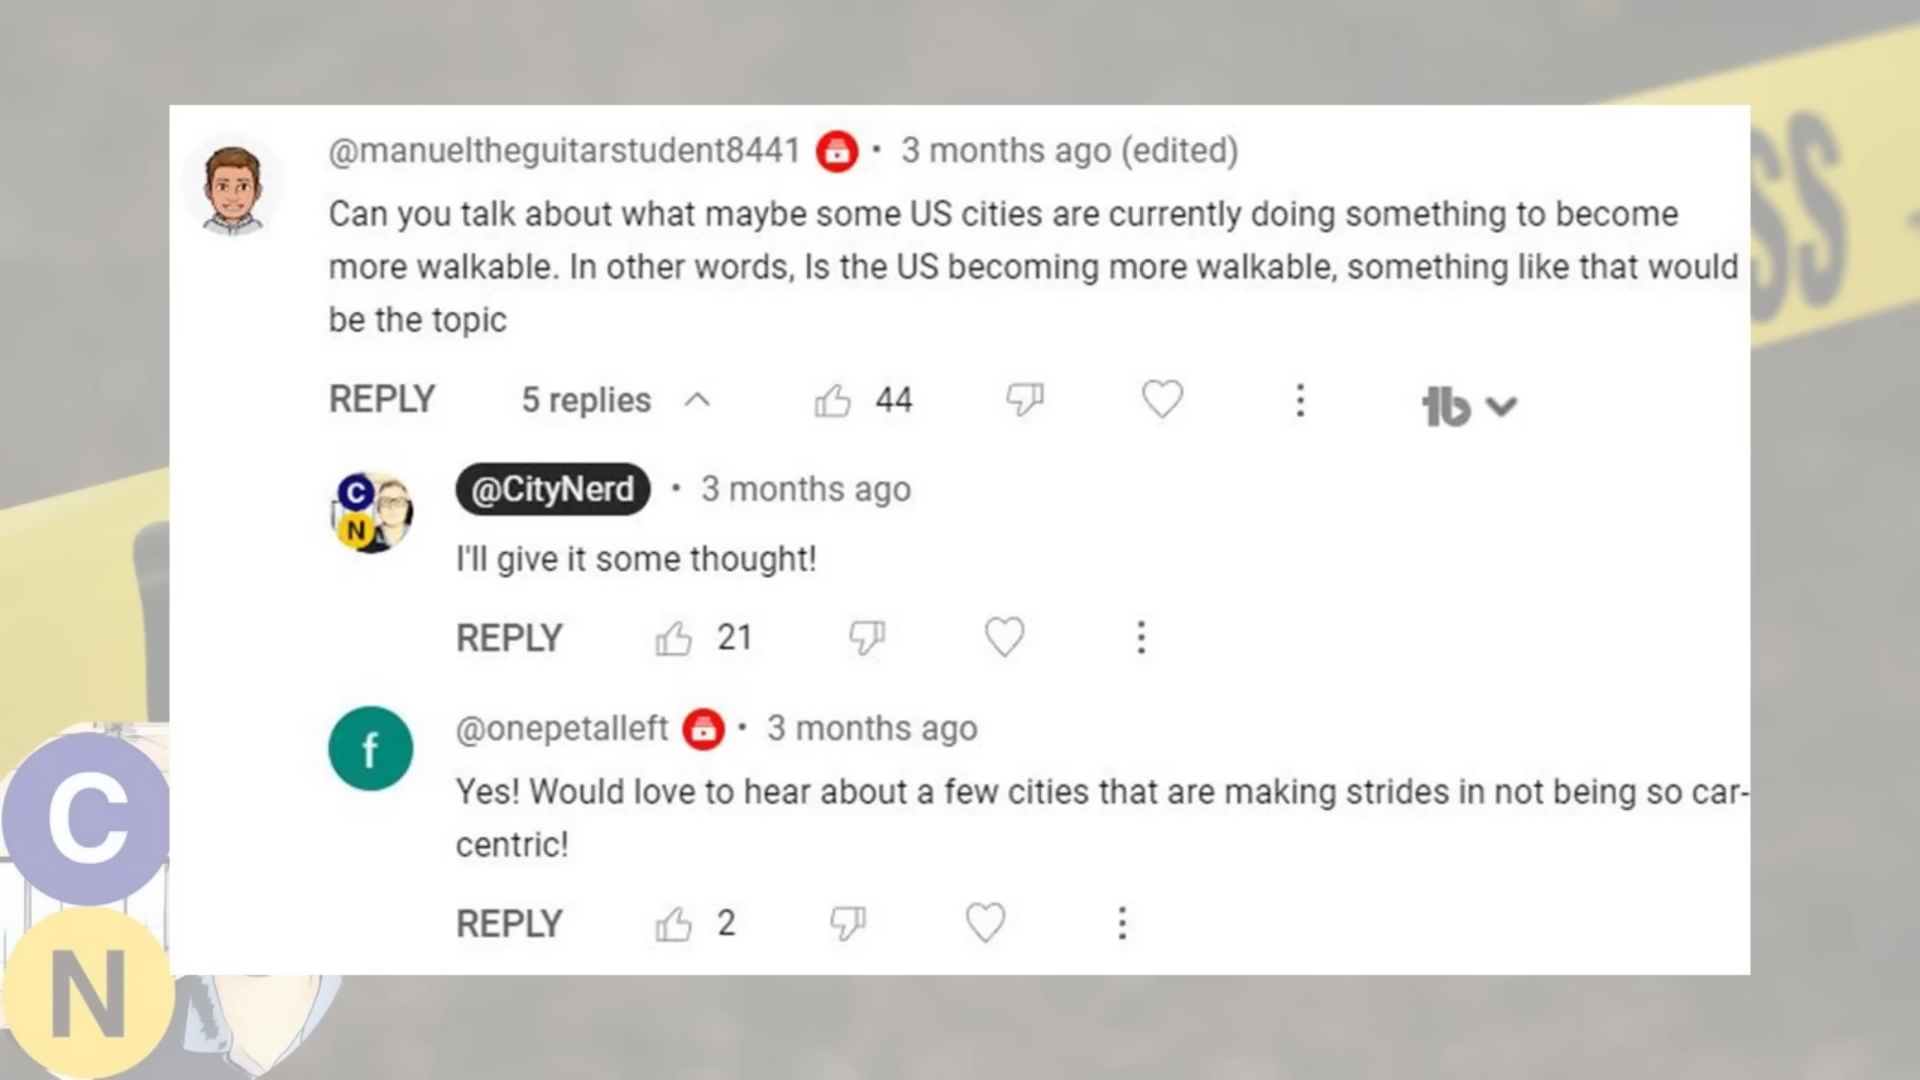 @manueltheguitarstudent8441 • 3 months ago (edited)
Can you talk about what maybe some US cities are currently doing something to become
more walkable. In other words, Is the US becoming more walkable, something like that would
be the topic
REPLY 5 replies 44
tb
C
N
@CityNerd • 3 months ago
I'll give it some thought!
REPLY 21
f
@onepetalleft • 3 months ago
Yes! Would love to hear about a few cities that are making strides in not being so car-
centric!
REPLY 2
SS -
C
N